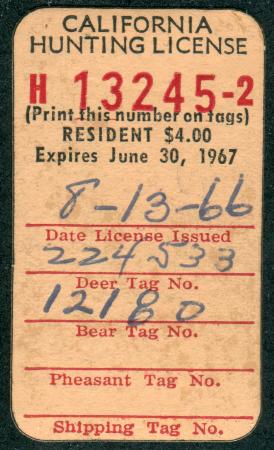 CALIFORNIA
HUNTING LICENSE
H 13245-2
(Print this number on tags)
RESIDENT $4.00
Expires June 30, 1967
8-13-66
Date License Issued
224533
Deer Tag No.
12180
Bear Tag No.
Pheasant Tag No.
Shipping Tag No.